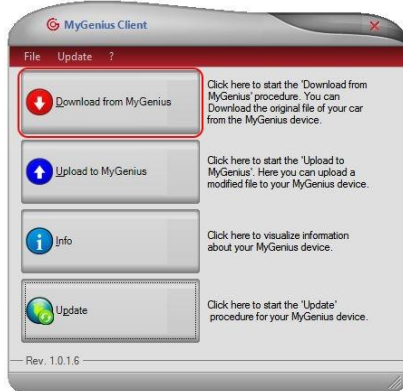 MyGenius Client
File Update ?
Download from MyGenius
Click here to start the 'Download from
MyGenius' procedure. You can
Download the original file of your car
from the MyGenius device.
Upload to MyGenius
Click here to start the 'Upload to
MyGenius'. Here you can upload a
modified file to your MyGenius device.
Info
Click here to visualize information
about your MyGenius device.
Update
Click here to start the 'Update'
procedure for your MyGenius device.
Rev. 1.0.1.6